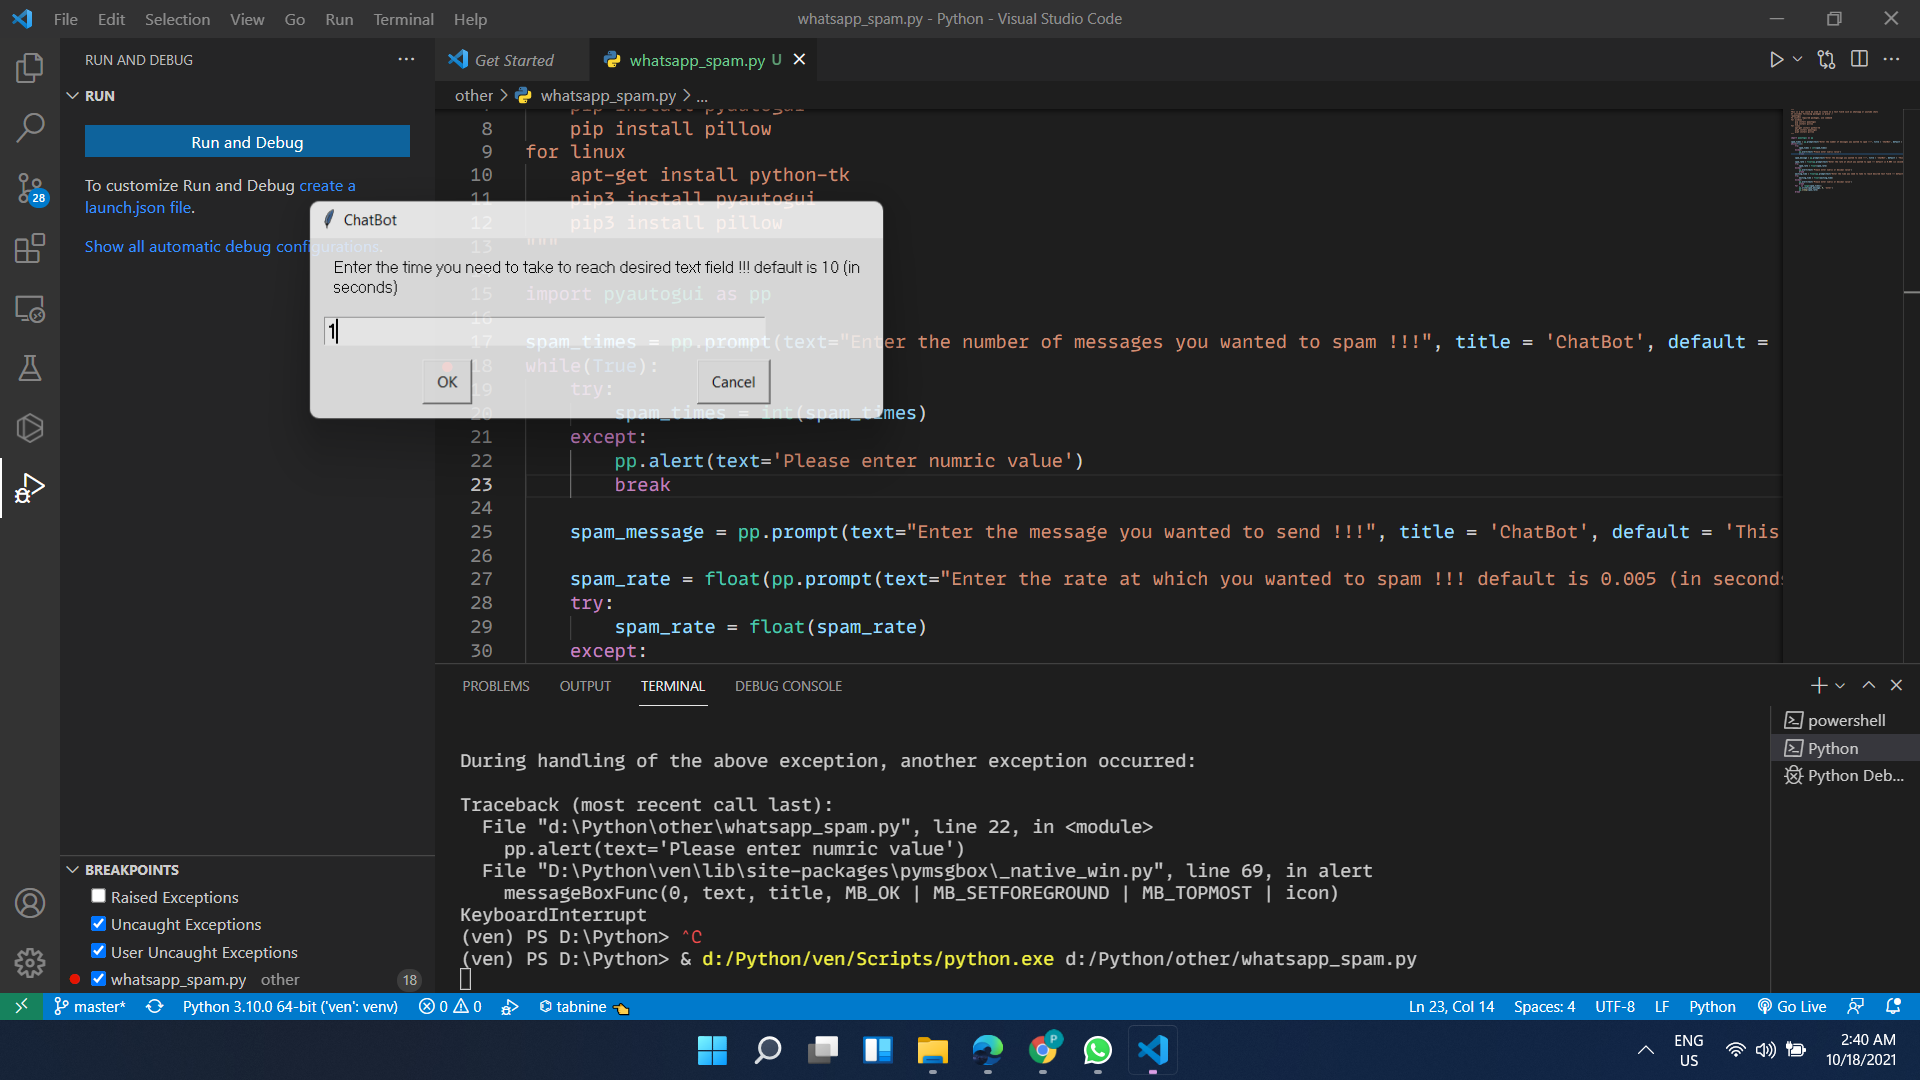 File Edit Selection View Go Run Terminal Help
whatsapp_spam.py - Python - Visual Studio Code
RUN AND DEBUG
RUN
Run and Debug
To customize Run and Debug create a
launch.json file.
Show all automatic debug configurations.
Get Started
whatsapp_spam.py U
other > whatsapp_spam.py > ...
pip install pyautogui
8 pip install pillow
9 for linux
10 apt-get install python-tk
11 pip3 install pyautogui
12 pip3 install pillow
13 """
15 import pyautogui as pp
16
17 spam_times = pp.prompt(text="Enter the number of messages you wanted to spam !!!", title = 'ChatBot', default =
18 while(True):
19 try:
20 spam_times = int(spam_times)
21 except:
22 pp.alert(text='Please enter numric value')
23 break
24
25 spam_message = pp.prompt(text="Enter the message you wanted to send !!!", title = 'ChatBot', default = 'This
26
27 spam_rate = float(pp.prompt(text="Enter the rate at which you wanted to spam !!! default is 0.005 (in seconds
28 try:
29 spam_rate = float(spam_rate)
30 except:
ChatBot
Enter the time you need to take to reach desired text field !!! default is 10 (in
seconds)
1
OK Cancel
PROBLEMS OUTPUT TERMINAL DEBUG CONSOLE
During handling of the above exception, another exception occurred:
Traceback (most recent call last):
File "d:\Python\other\whatsapp_spam.py", line 22, in <module>
pp.alert(text='Please enter numric value')
File "D:\Python\ven\lib\site-packages\pymsgbox\_native_win.py", line 69, in alert
messageBoxFunc(0, text, title, MB_OK | MB_SETFOREGROUND | MB_TOPMOST | icon)
KeyboardInterrupt
(ven) PS D:\Python> ^C
(ven) PS D:\Python> & d:/Python/ven/Scripts/python.exe d:/Python/other/whatsapp_spam.py
powershell
Python
Python Deb...
BREAKPOINTS
Raised Exceptions
Uncaught Exceptions
User Uncaught Exceptions
whatsapp_spam.py other 18
28
master* Python 3.10.0 64-bit ('ven': venv) 0 0 tabnine
Ln 23, Col 14 Spaces: 4 UTF-8 LF Python Go Live
P
ENG
US
2:40 AM
10/18/2021